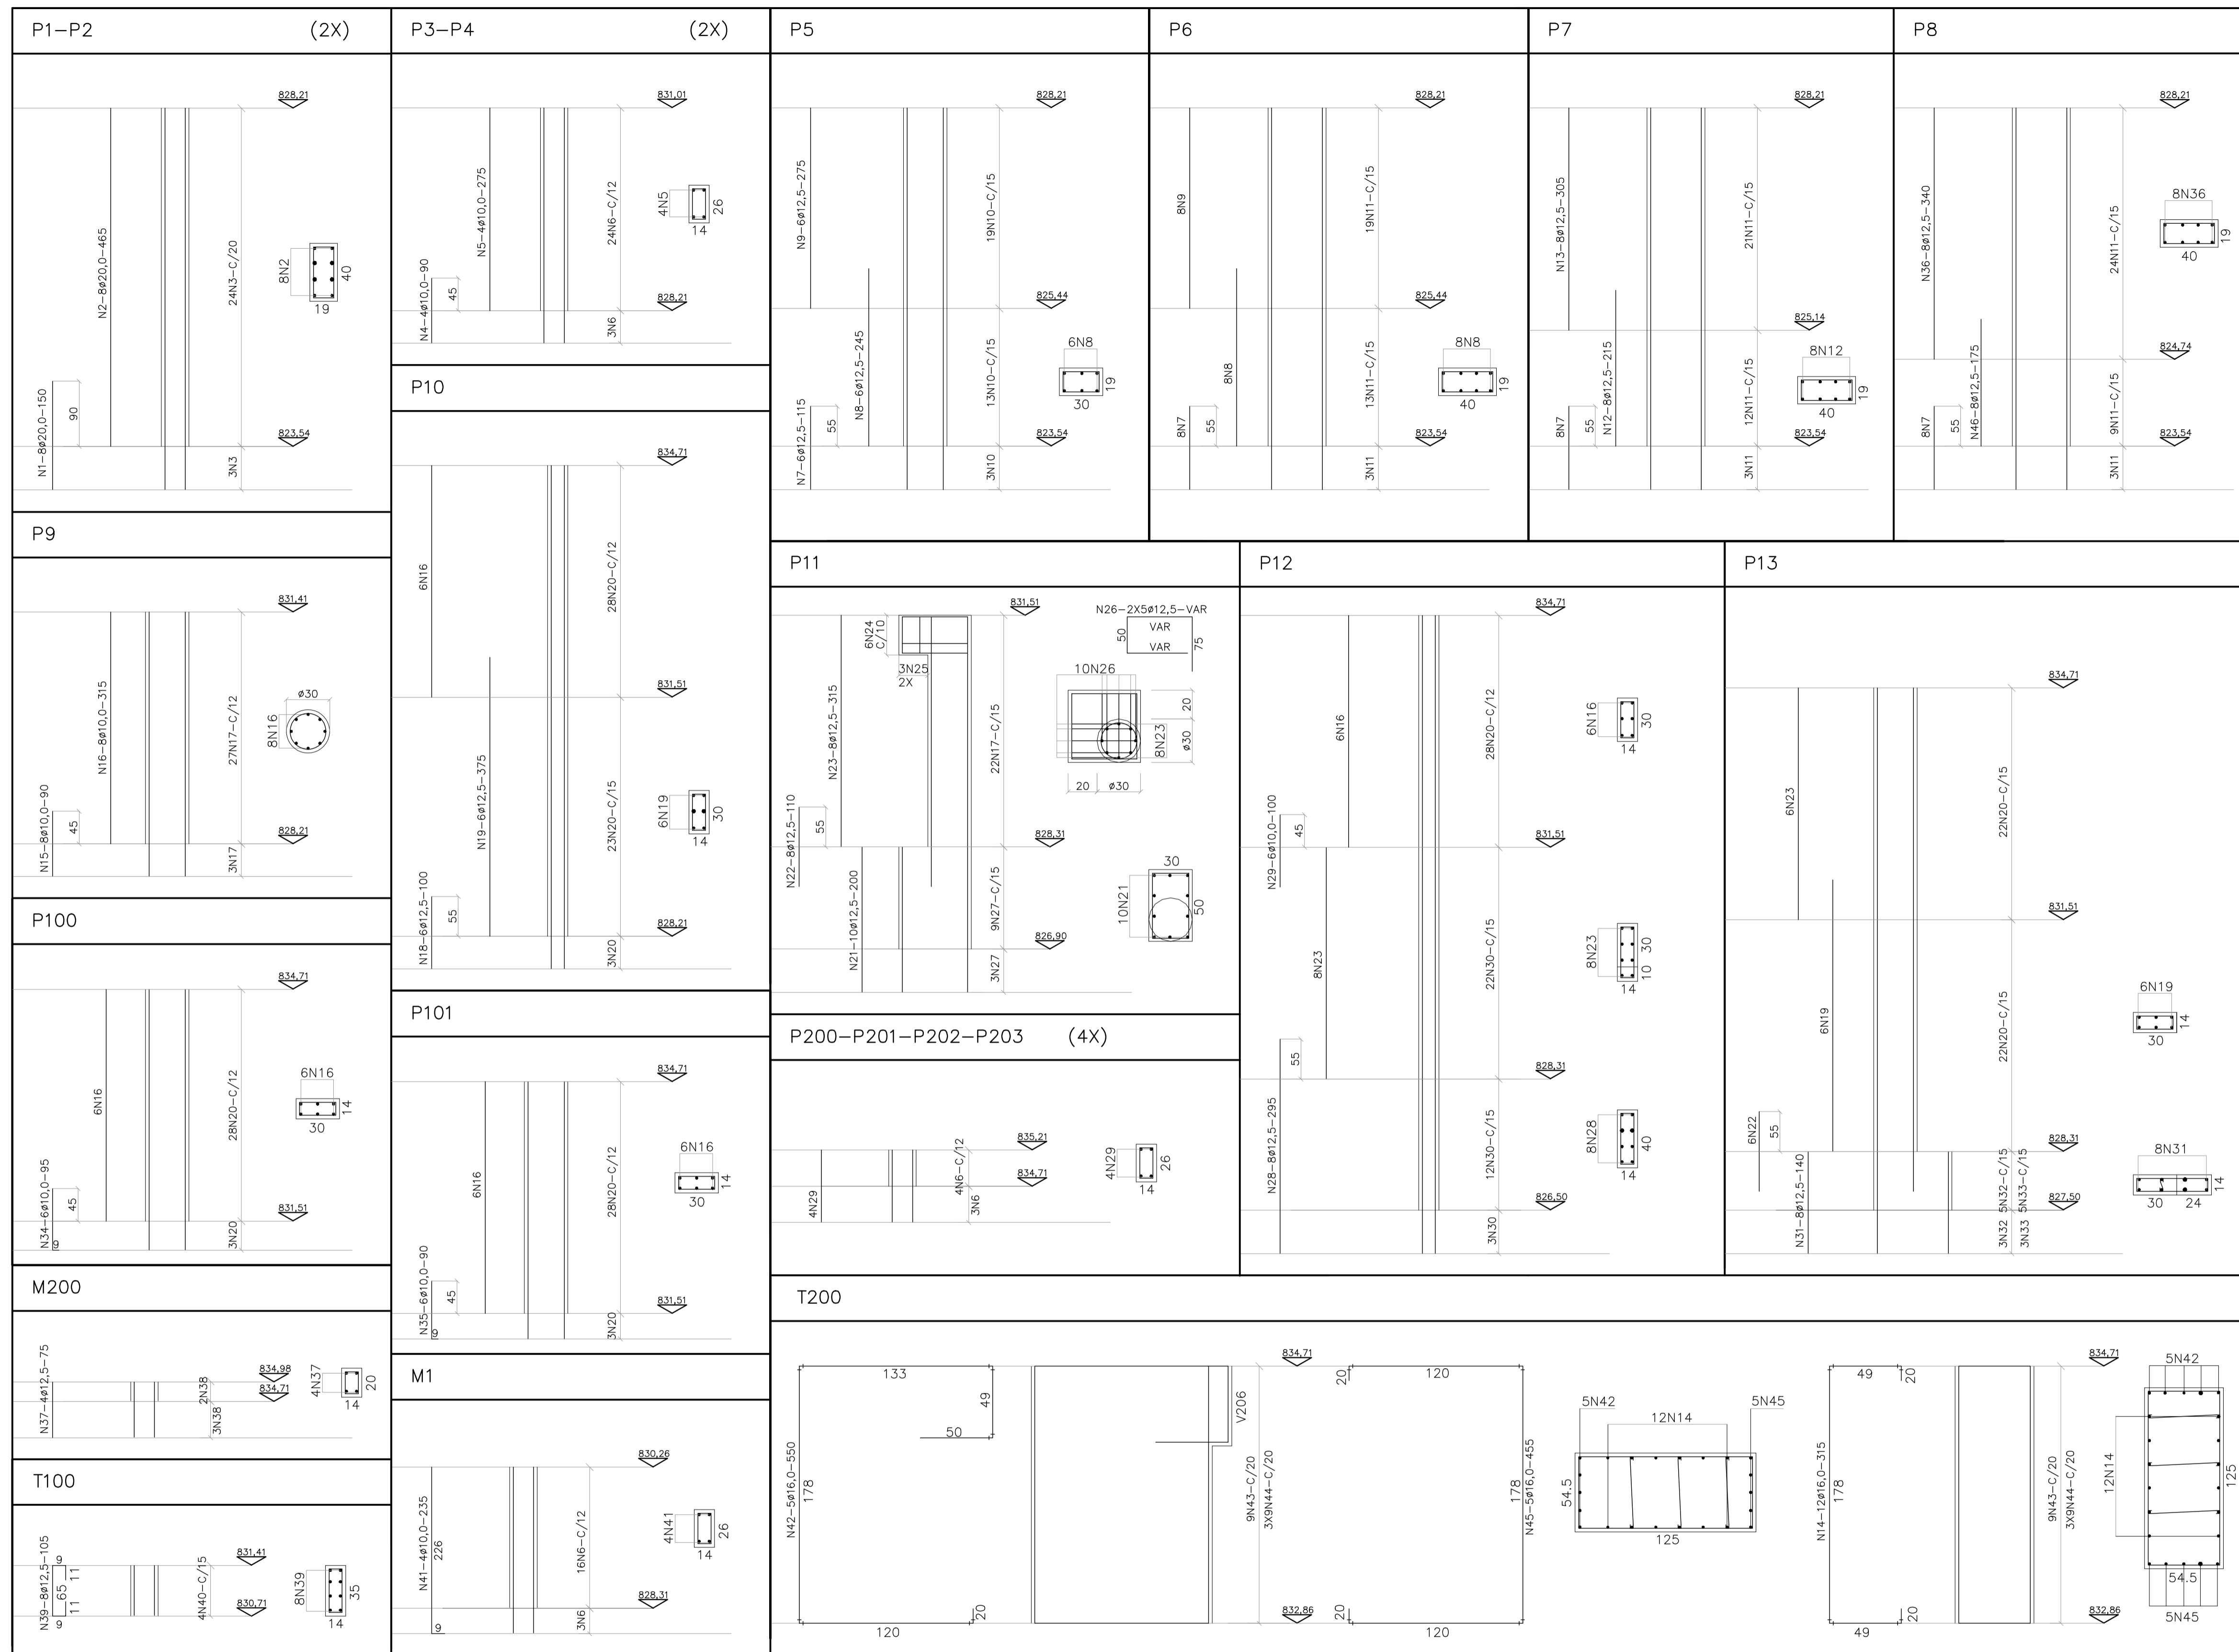 P1-P2 (2X)
828,21
N2-8ø20,0-465
24N3-C/20
8N2
40
19
N1-8ø20,0-150
90
823,54
3N3
P3-P4 (2X)
831,01
N5-4ø10,0-275
24N6-C/12
4N5
26
14
N4-4ø10,0-90
45
828,21
3N6
P5
828,21
N9-6ø12,5-275
19N10-C/15
825,44
N8-6ø12,5-245
13N10-C/15
6N8
19
30
N7-6ø12,5-115
55
823,54
3N10
P6
828,21
8N9
19N11-C/15
825,44
8N8
13N11-C/15
8N8
19
40
8N7
55
823,54
3N11
P7
828,21
N13-8ø12,5-305
21N11-C/15
825,14
N12-8ø12,5-215
12N11-C/15
8N12
19
40
8N7
55
823,54
3N11
P8
828,21
N36-8ø12,5-340
24N11-C/15
8N36
19
40
824,74
N46-8ø12,5-175
9N11-C/15
8N7
55
823,54
3N11
P9
831,41
N16-8ø10,0-315
27N17-C/12
ø30
8N16
N15-8ø10,0-90
45
828,21
3N17
P10
834,71
6N16
28N20-C/12
831,51
N19-6ø12,5-375
23N20-C/15
6N19
30
14
N18-6ø12,5-100
55
828,21
3N20
P11
831,51
6N24
C/10
3N25
2X
N26-2X5ø12,5-VAR
VAR
50
VAR
75
10N26
20
ø30
8N23
20
ø30
N23-8ø12,5-315
22N17-C/15
N22-8ø12,5-110
55
828,31
30
10N21
50
N21-10ø12,5-200
9N27-C/15
826,90
3N27
P12
834,71
6N16
28N20-C/12
6N16
30
14
N29-6ø10,0-100
45
831,51
8N23
22N30-C/15
8N23
30
10
14
55
828,31
N28-8ø12,5-295
12N30-C/15
8N28
40
14
826,50
3N30
P13
834,71
6N23
22N20-C/15
831,51
6N19
22N20-C/15
6N19
14
30
6N22
55
828,31
N31-8ø12,5-140
5N32-C/15
5N33-C/15
8N31
14
30
24
827,50
3N32
3N33
P100
834,71
6N16
28N20-C/12
6N16
14
30
N34-6ø10,0-95
45
831,51
9
3N20
P101
834,71
6N16
28N20-C/12
6N16
14
30
N35-6ø10,0-90
45
831,51
9
3N20
P200-P201-P202-P203 (4X)
835,21
834,71
4N29
4N6-C/12
3N6
4N29
26
14
M200
N37-4ø12,5-75
2N38
3N38
834,98
834,71
4N37
20
14
M1
830,26
N41-4ø10,0-235
226
16N6-C/12
4N41
26
14
828,31
9
3N6
T100
N39-8ø12,5-105
9
11
65
11
9
4N40-C/15
831,41
830,71
8N39
35
14
T200
N42-5ø16,0-550
178
133
49
50
120
20
V206
834,71
9N43-C/20
3X9N44-C/20
832,86
20
120
N45-5ø16,0-455
178
20
120
5N42
12N14
5N45
54.5
125
N14-12ø16,0-315
178
49
20
20
49
834,71
9N43-C/20
3X9N44-C/20
832,86
5N42
12N14
125
54.5
5N45